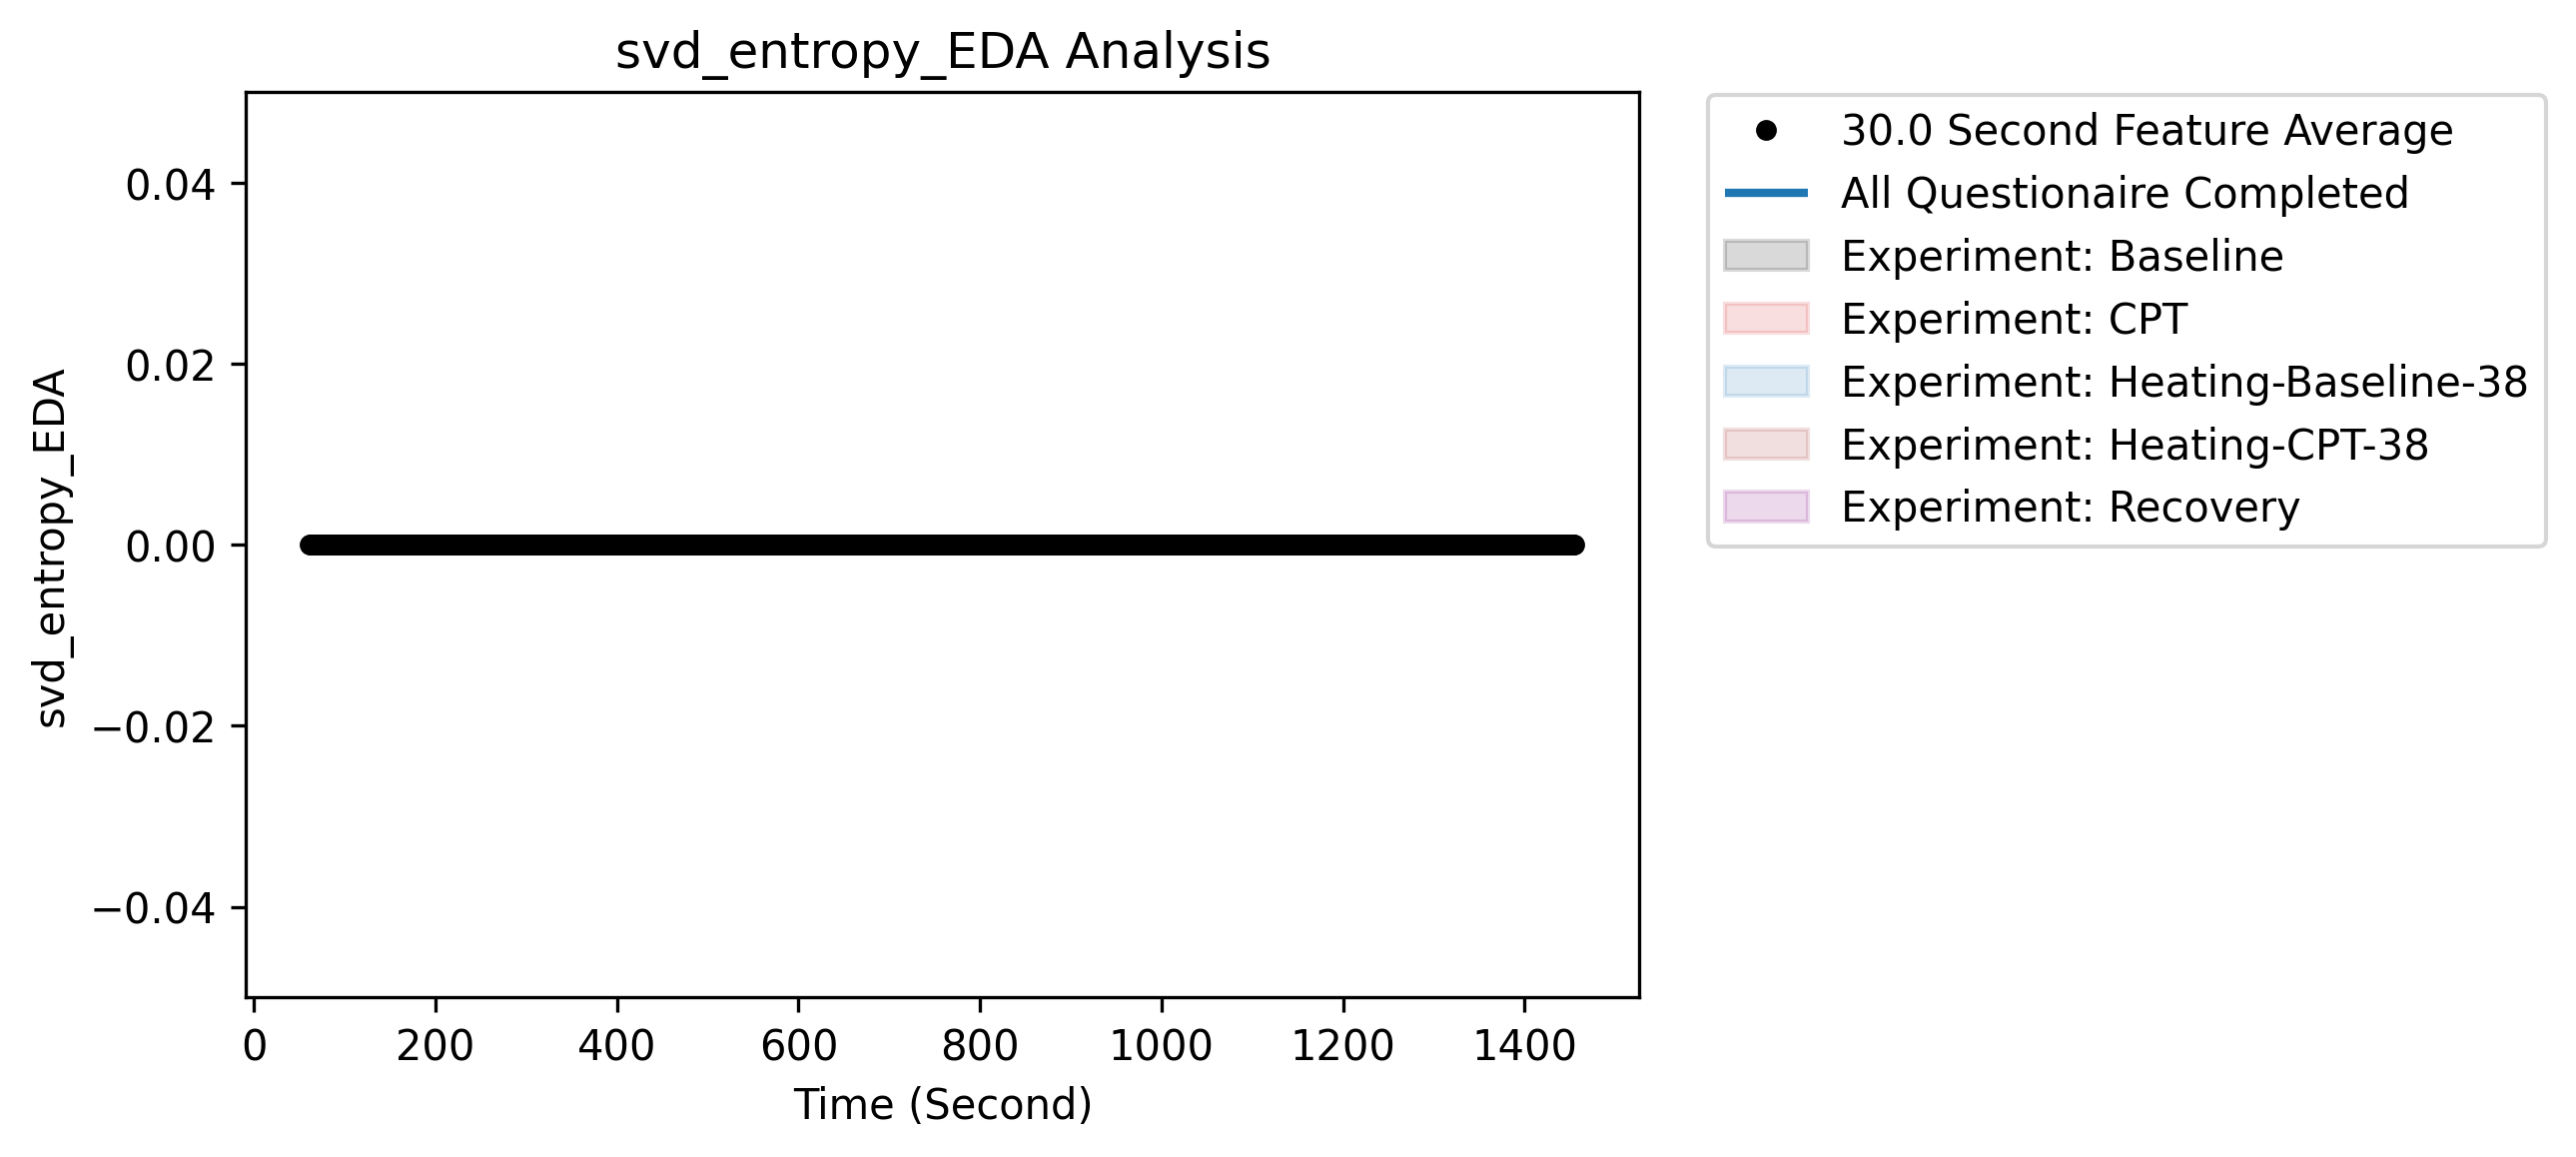 svd_entropy_EDA Analysis
30.0 Second Feature Average
All Questionaire Completed
Experiment: Baseline
Experiment: CPT
Experiment: Heating-Baseline-38
Experiment: Heating-CPT-38
Experiment: Recovery
svd_entropy_EDA
0.04
0.02
0.00
−0.02
−0.04
0 200 400 600 800 1000 1200 1400
Time (Second)